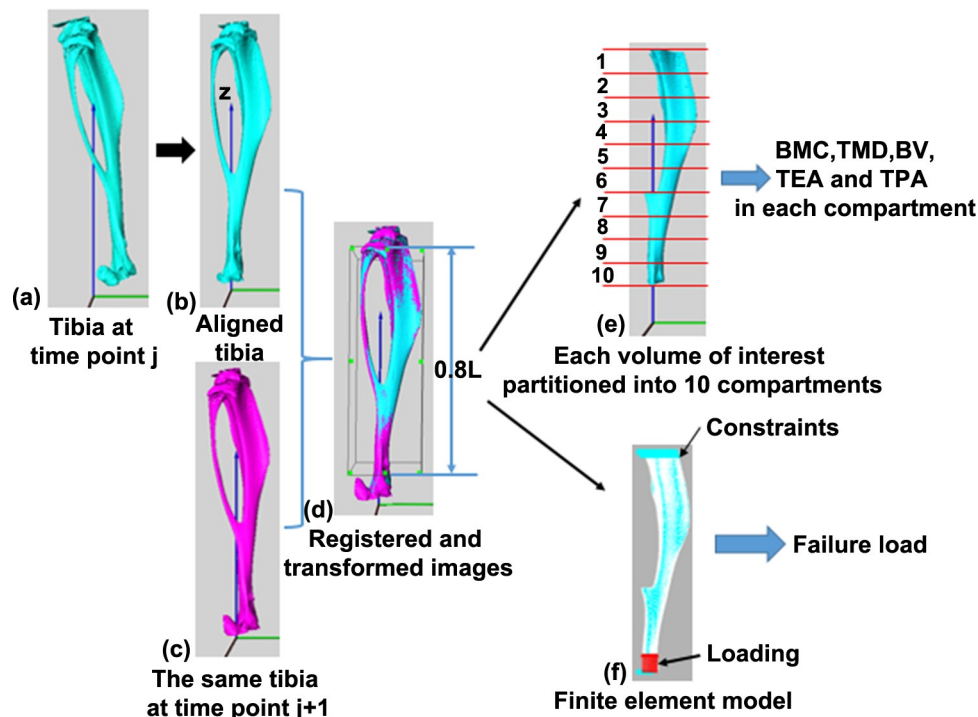 (a)
Tibia at
time point j
z
(b)
Aligned
tibia
(c)
The same tibia
at time point j+1
0.8L
(d)
Registered and
transformed images
1
2
3
4
5
6
7
8
9
10
(e)
Each volume of interest
partitioned into 10 compartments
BMC,TMD,BV,
TEA and TPA
in each compartment
Constraints
Failure load
Loading
(f)
Finite element model